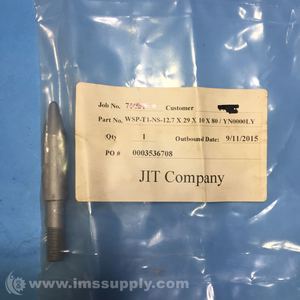 Job No. Customer
Part No. WSP-T1-NS-12.7 X 29 X 10 X 80 / YN0000LY
Qty 1 Outbound Date: 9/11/2015
PO # 0003536708
JIT Company
© www.imssupply.com